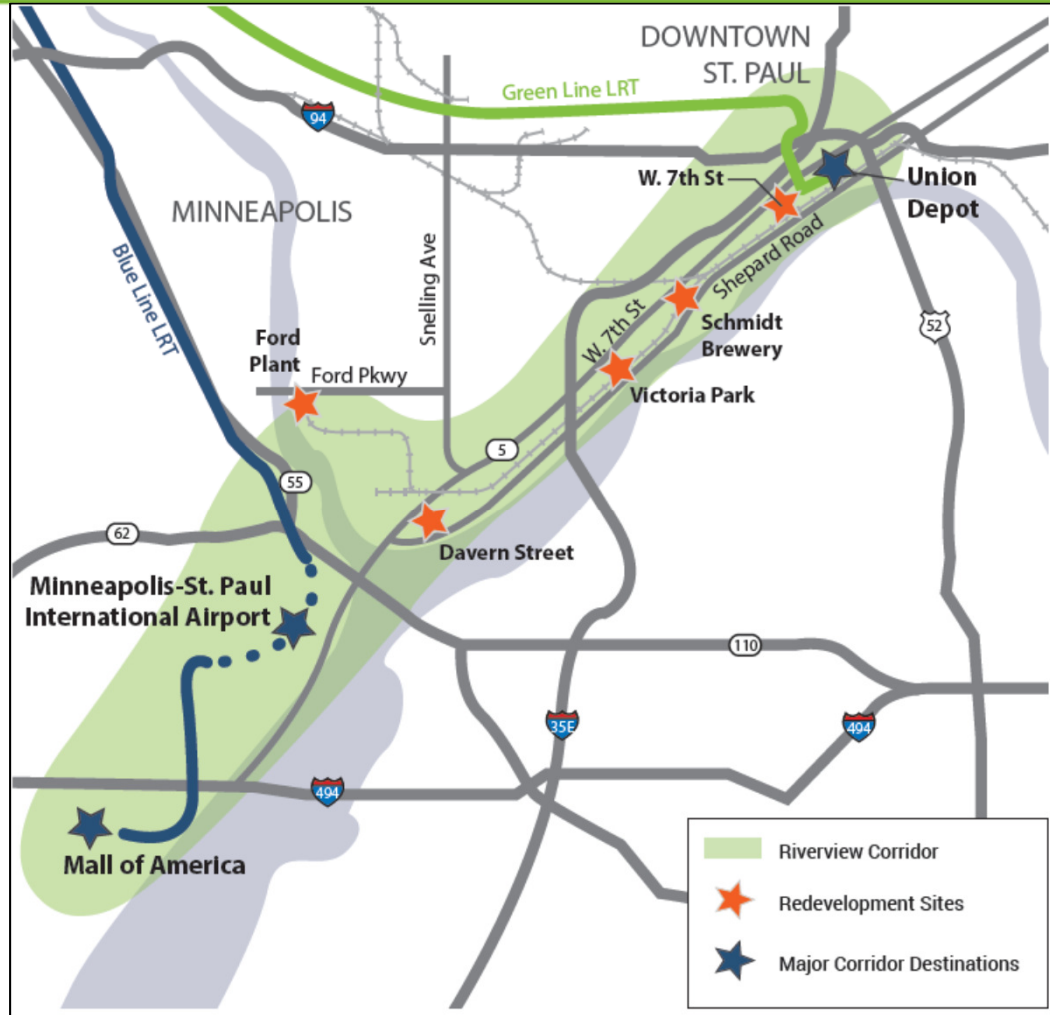 DOWNTOWN
ST. PAUL
Green Line LRT
94
W. 7th St
Union
Depot
MINNEAPOLIS
Snelling Ave
Shepard Road
Blue Line LRT
W. 7th St
Schmidt
Brewery
52
Ford
Plant
Ford Pkwy
Victoria Park
5
55
62
Davern Street
Minneapolis-St. Paul
International Airport
110
35E
494
494
Mall of America
Riverview Corridor
Redevelopment Sites
Major Corridor Destinations